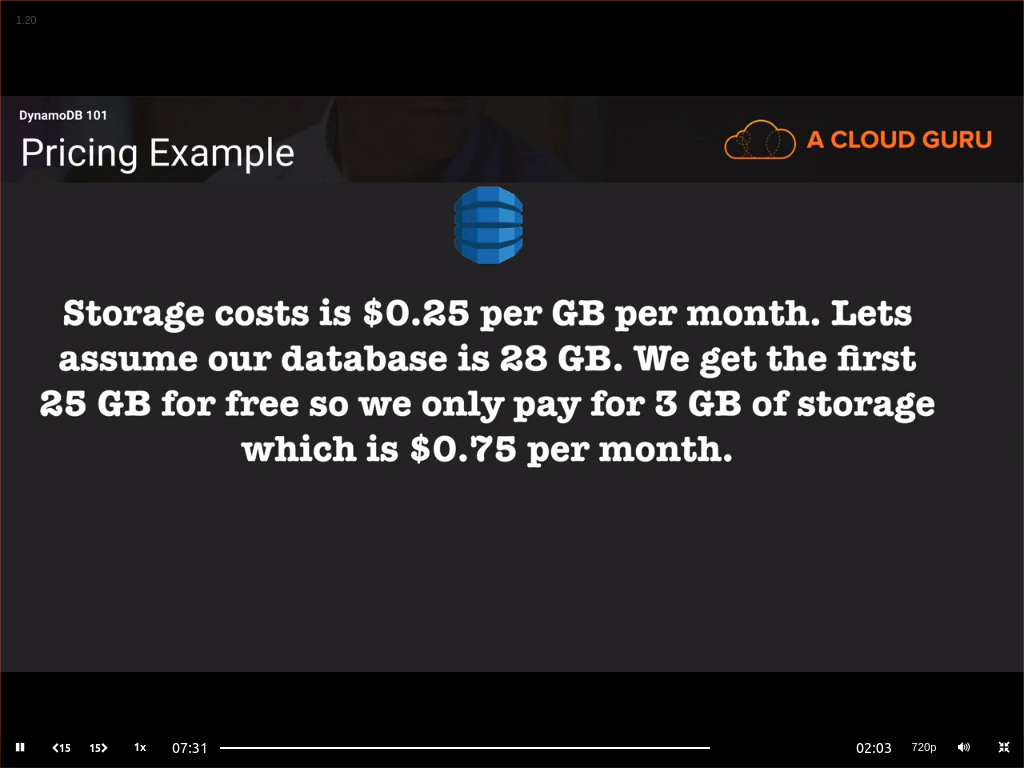 1.20
DynamoDB 101
Pricing Example
A CLOUD GURU
Storage costs is $0.25 per GB per month. Lets
assume our database is 28 GB. We get the first
25 GB for free so we only pay for 3 GB of storage
which is $0.75 per month.
15 15 1x 07:31 02:03 720p